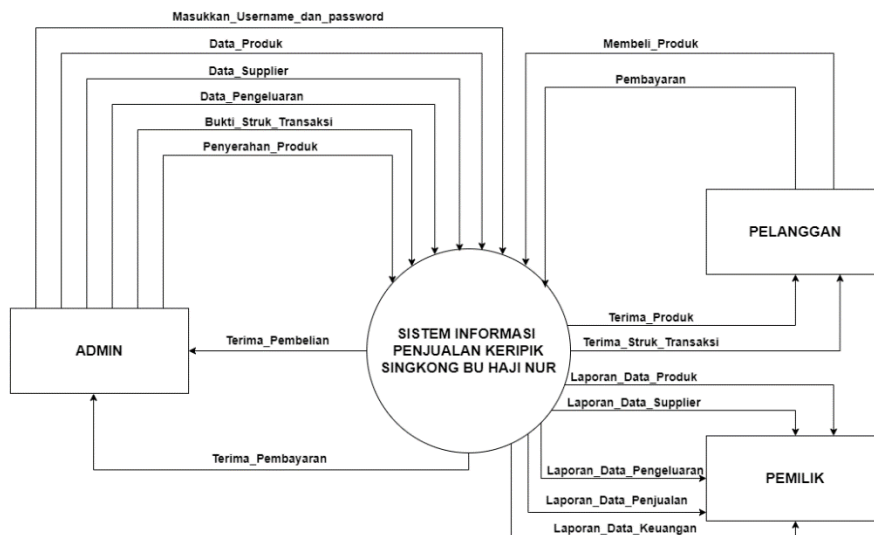 Masukkan_Username_dan_password
Data_Produk
Data_Supplier
Data_Pengeluaran
Bukti_Struk_Transaksi
Penyerahan_Produk
Membeli_Produk
Pembayaran
PELANGGAN
ADMIN
Terima_Pembelian
SISTEM INFORMASI
PENJUALAN KERIPIK
SINGKONG BU HAJI NUR
Terima_Produk
Terima_Struk_Transaksi
Laporan_Data_Produk
Laporan_Data_Supplier
Terima_Pembayaran
Laporan_Data_Pengeluaran
PEMILIK
Laporan_Data_Penjualan
Laporan_Data_Keuangan